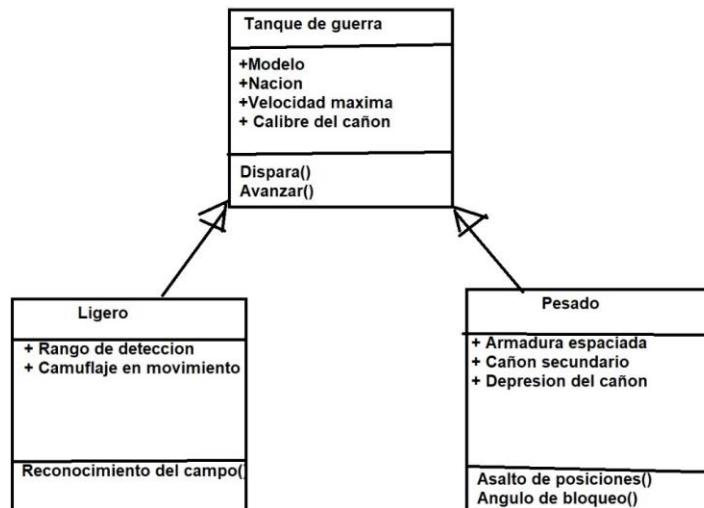 Tanque de guerra
+Modelo
+Nacion
+Velocidad maxima
+ Calibre del cañon
Dispara()
Avanzar()
Ligero
+ Rango de deteccion
+ Camuflaje en movimiento
Reconocimiento del campo()
Pesado
+ Armadura espaciada
+ Cañon secundario
+ Depresion del cañon
Asalto de posiciones()
Angulo de bloqueo()